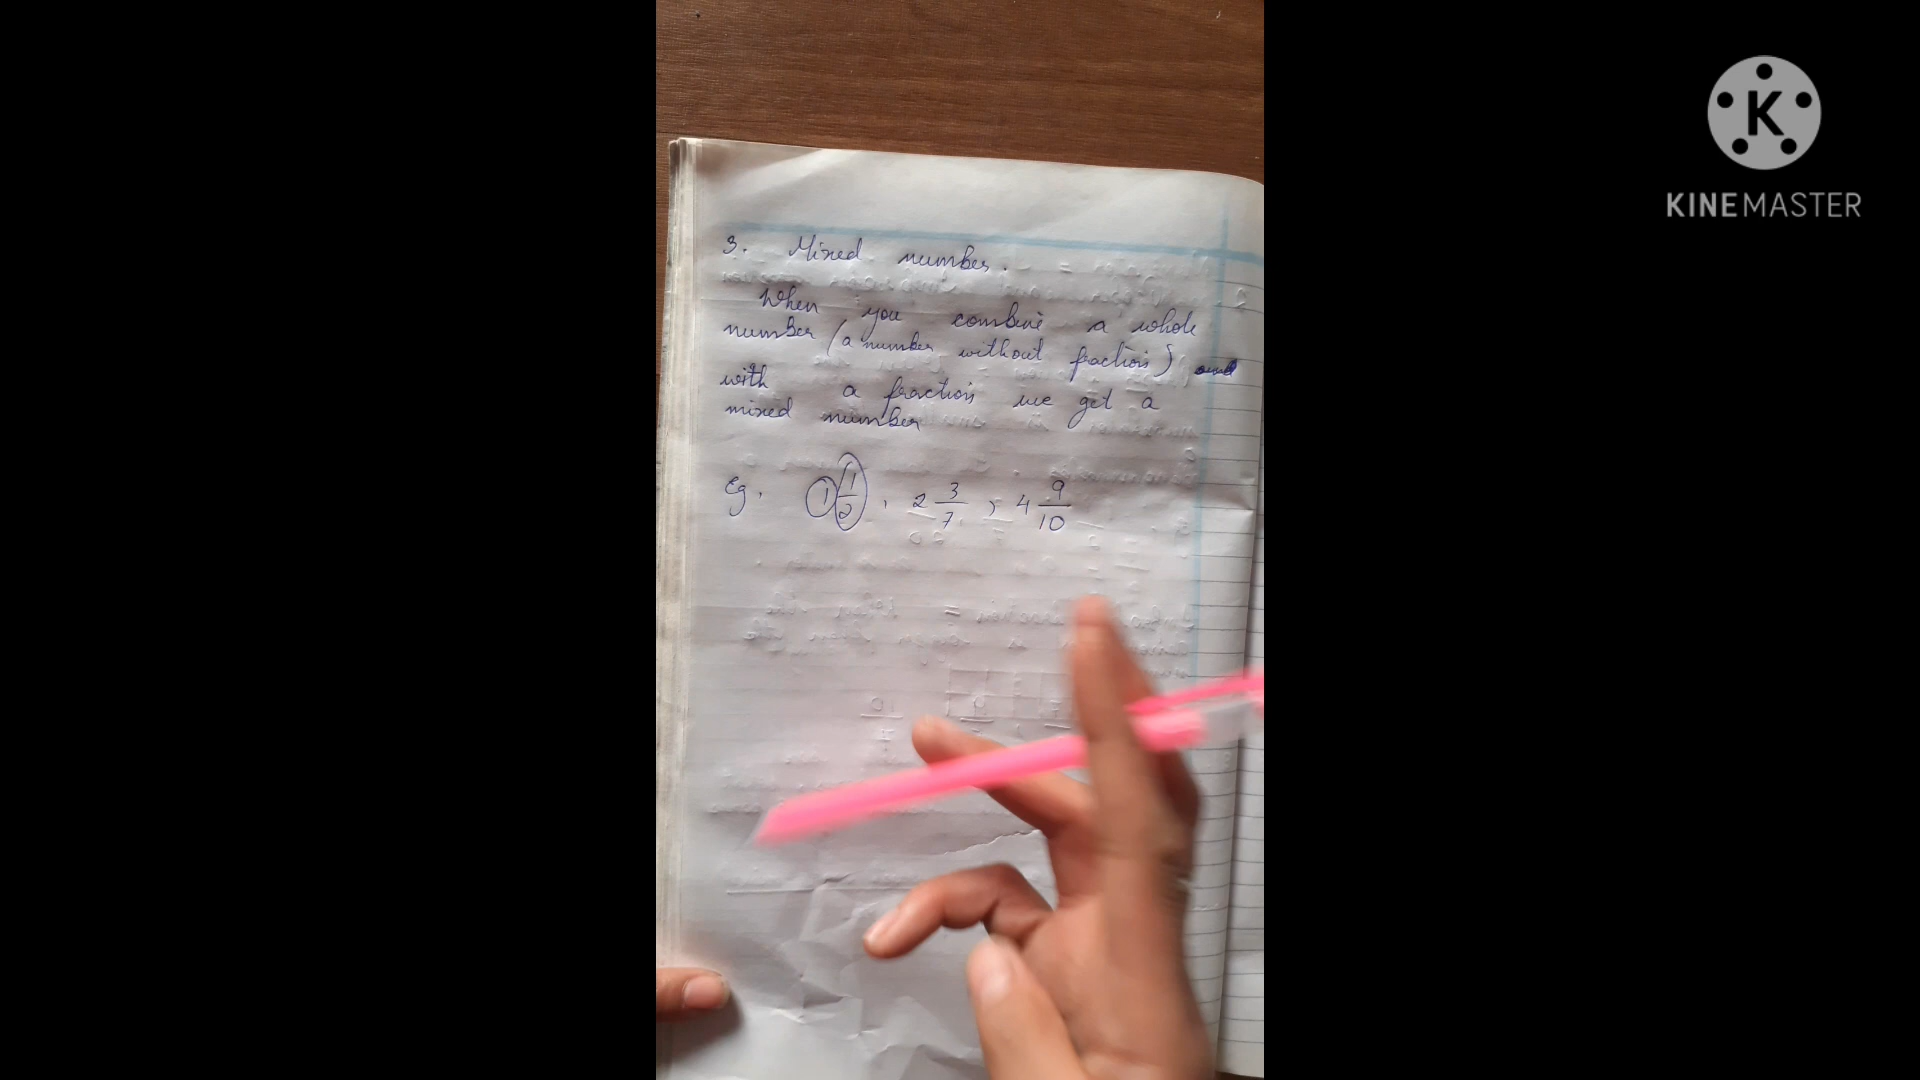 3. Mixed number.
When you combine a whole
number (a number without fraction)
with a fraction we get a
mixed number
Eg. 1 1/2, 2 3/7, 4 9/10
K
KINEMASTER